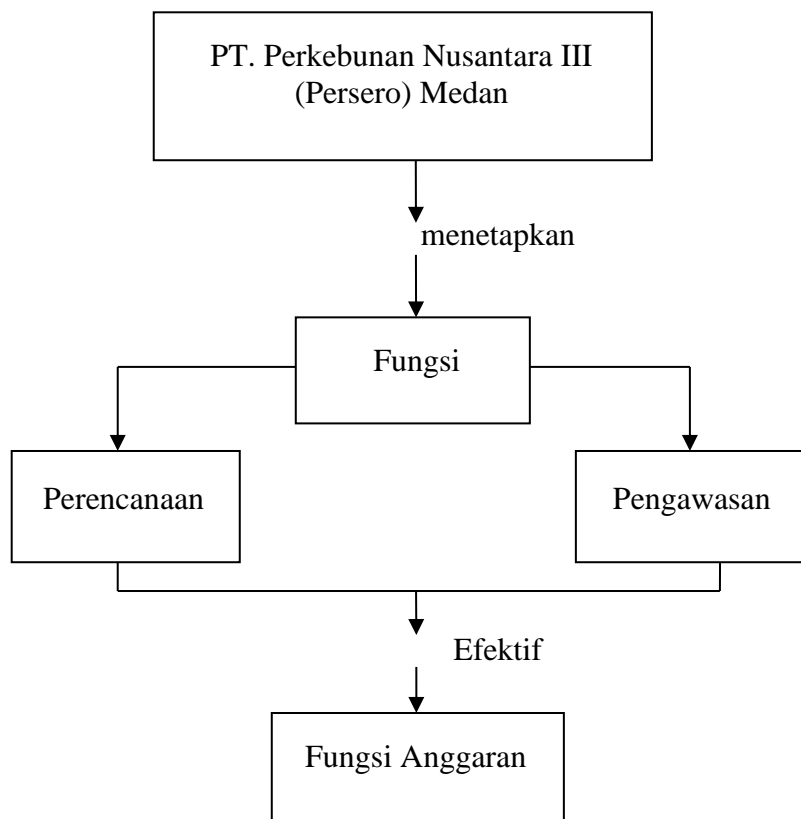 PT. Perkebunan Nusantara III
(Persero) Medan
menetapkan
Fungsi
Perencanaan
Pengawasan
Efektif
Fungsi Anggaran